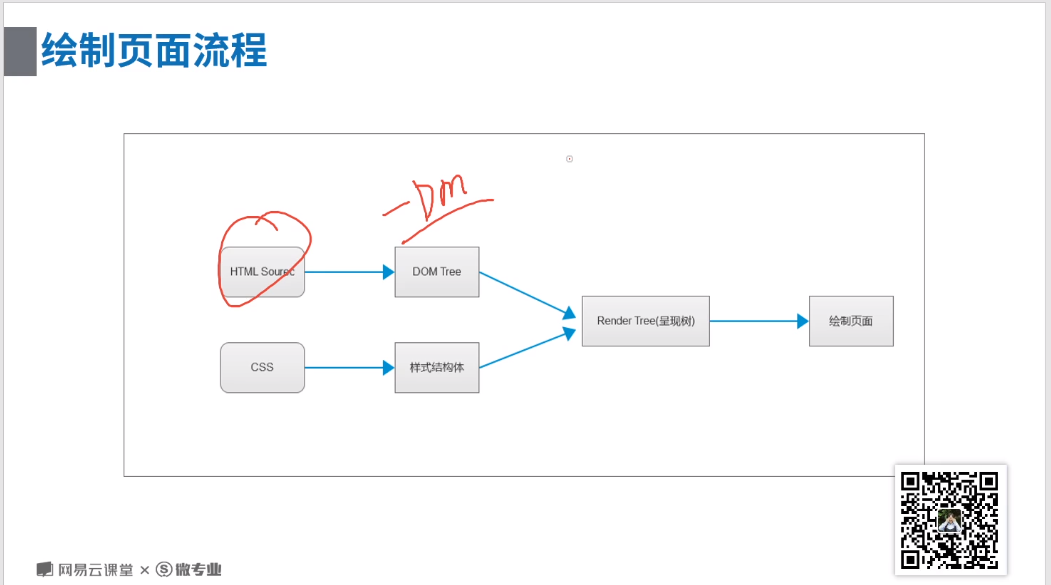 绘制页面流程
DM
HTML Sourec
DOM Tree
Render Tree(呈现树)
绘制页面
CSS
样式结构体
网易云课堂 × S 微专业